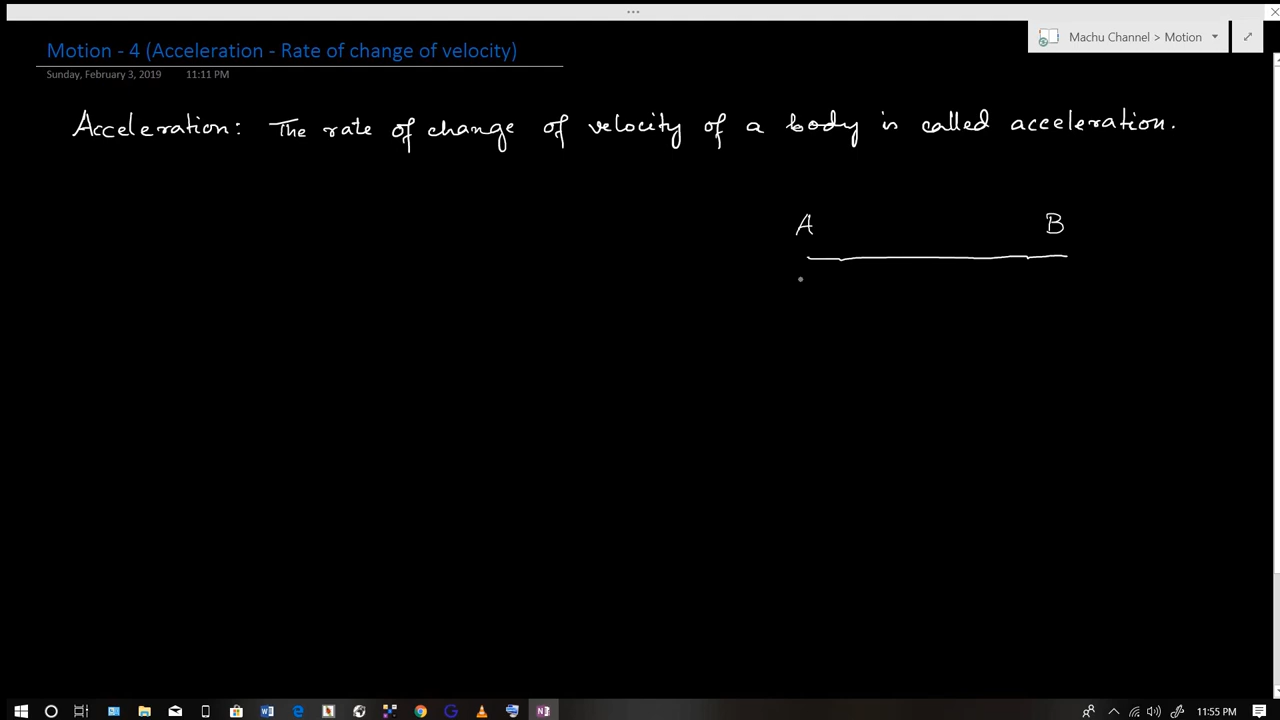 Motion - 4 (Acceleration - Rate of change of velocity)
Machu Channel > Motion
Sunday, February 3, 2019 11:11 PM
Acceleration: The rate of change of velocity of a body is called acceleration.
A B
11:55 PM